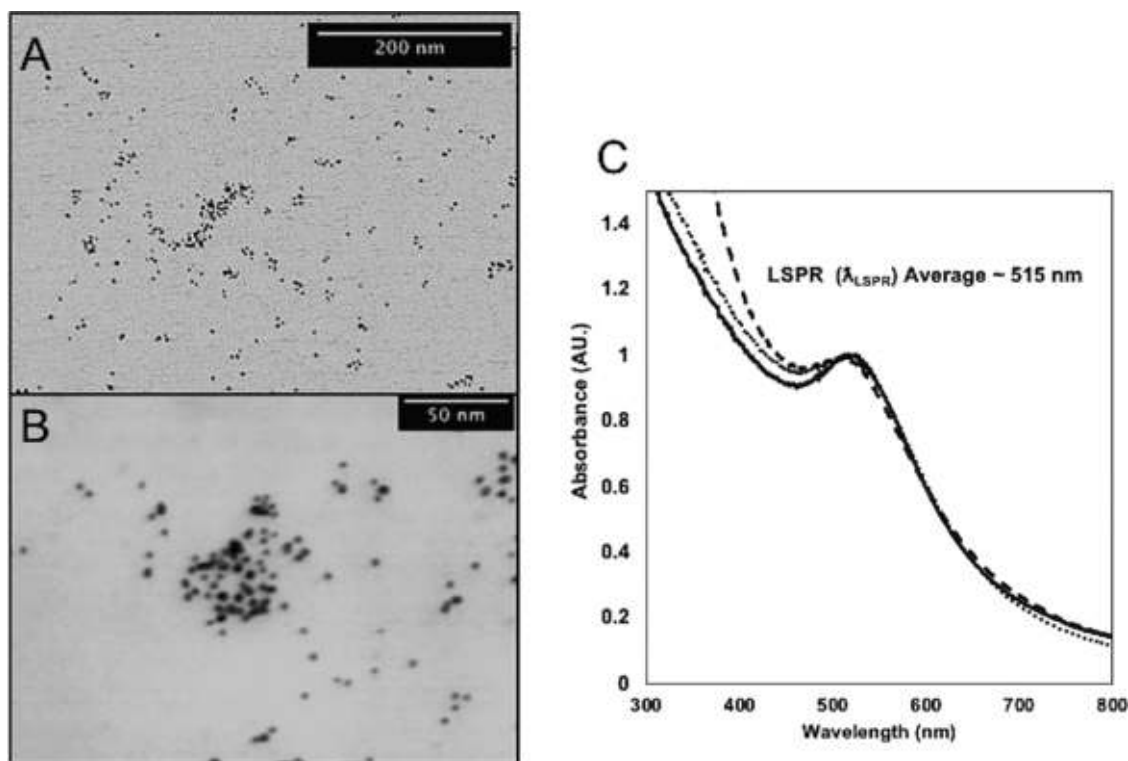 A
200 nm
B
50 nm
C
LSPR (ƛLSPR) Average ~ 515 nm
1.4
1.2
1
0.8
0.6
0.4
0.2
0
Absorbance (AU.)
300 400 500 600 700 800
Wavelength (nm)